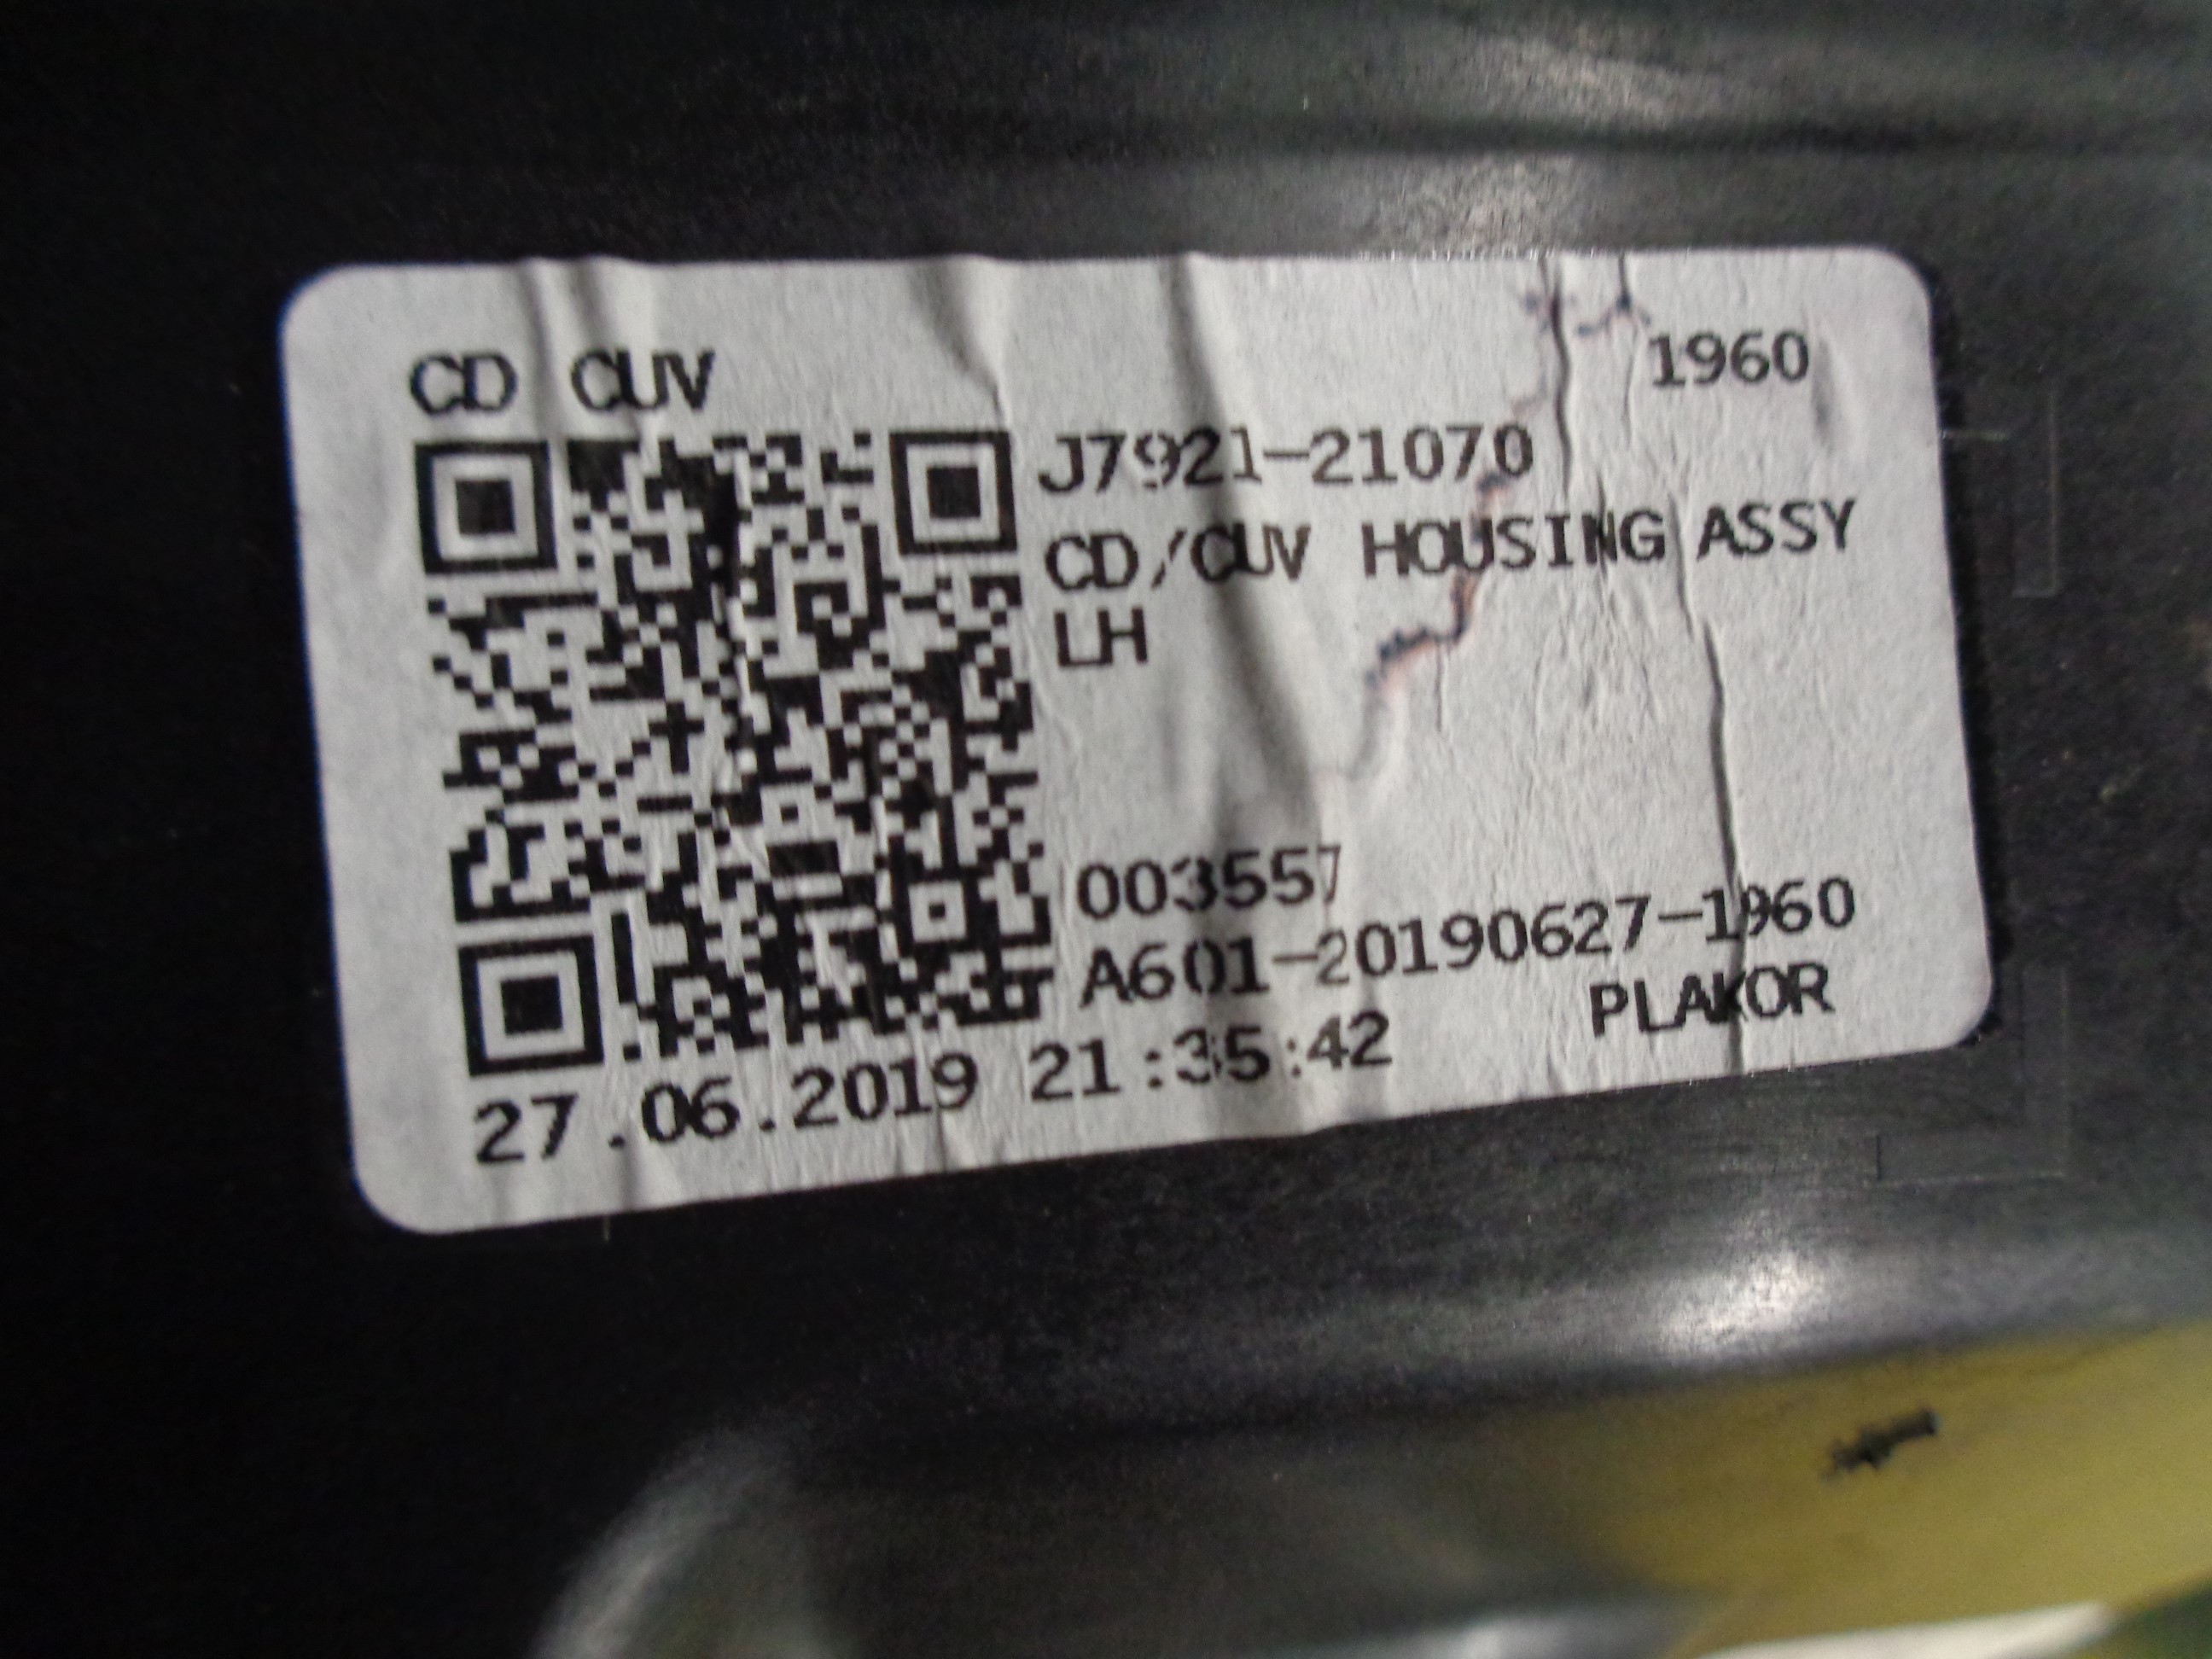 CD CUV
1960
J7921-21070
CD/CUV HOUSING ASSY
LH
003557
A601-20190627-1960
PLAKOR
27.06.2019 21:35:42